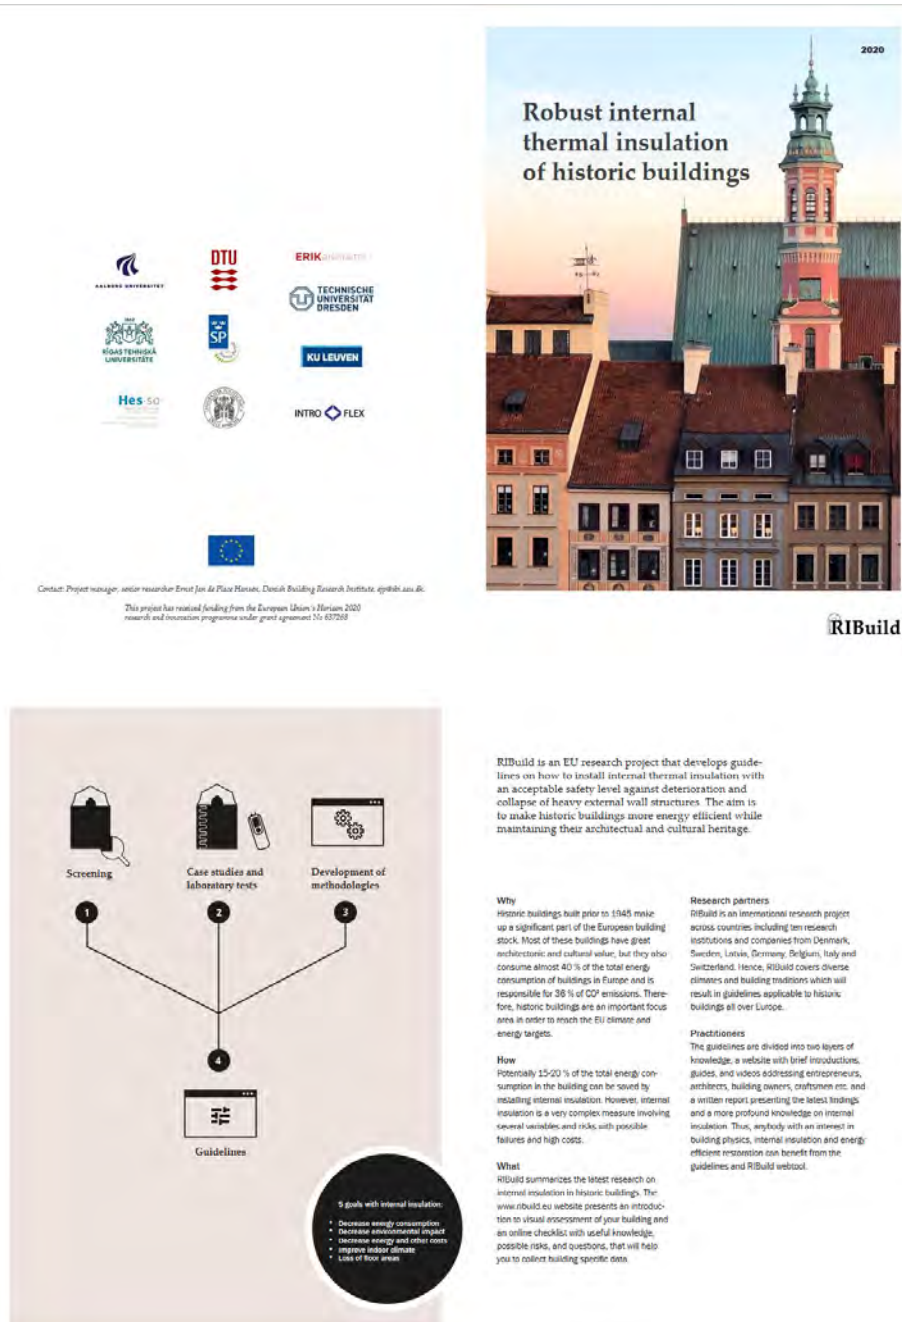 2020
Robust internal
thermal insulation
of historic buildings
AALBORG UNIVERSITET
DTU
ERIK
TECHNISCHE
UNIVERSITÄT
DRESDEN
1862
RĪGAS TEHNISKĀ
UNIVERSITĀTE
SP
KU LEUVEN
Hes·so
INTRO FLEX
Contact: Project manager, senior researcher Ernst Jan de Place Hansen, Danish Building Research Institute, ejp@sbi.aau.dk.
This project has received funding from the European Union's Horizon 2020
research and innovation programme under grant agreement No 637268
RIBuild
Screening
Case studies and
laboratory tests
Development of
methodologies
1
2
3
4
Guidelines
5 goals with internal insulation:
• Decrease energy consumption
• Decrease environmental impact
• Decrease energy and other costs
• Improve indoor climate
• Loss of floor areas
RIBuild is an EU research project that develops guide-
lines on how to install internal thermal insulation with
an acceptable safety level against deterioration and
collapse of heavy external wall structures. The aim is
to make historic buildings more energy efficient while
maintaining their architectual and cultural heritage.
Why
Historic buildings built prior to 1945 make
up a significant part of the European building
stock. Most of these buildings have great
architectonic and cultural value, but they also
consume almost 40 % of the total energy
consumption of buildings in Europe and is
responsible for 36 % of CO² emissions. There-
fore, historic buildings are an important focus
area in order to reach the EU climate and
energy targets.
How
Potentially 15-20 % of the total energy con-
sumption in the building can be saved by
installing internal insulation. However, internal
insulation is a very complex measure involving
several variables and risks with possible
failures and high costs.
What
RIBuild summarizes the latest research on
internal insulation in historic buildings. The
www.ribuild.eu website presents an introduc-
tion to visual assessment of your building and
an online checklist with useful knowledge,
possible risks, and questions, that will help
you to collect building specific data.
Research partners
RIBuild is an international research project
across countries including ten research
institutions and companies from Denmark,
Sweden, Latvia, Germany, Belgium, Italy and
Switzerland. Hence, RIBuild covers diverse
climates and building traditions which will
result in guidelines applicable to historic
buildings all over Europe.
Practitioners
The guidelines are divided into two layers of
knowledge, a website with brief introductions,
guides, and videos addressing entrepreneurs,
architects, building owners, craftsmen etc. and
a written report presenting the latest findings
and a more profound knowledge on internal
insulation. Thus, anybody with an interest in
building physics, internal insulation and energy
efficient restoration can benefit from the
guidelines and RIBuild webtool.